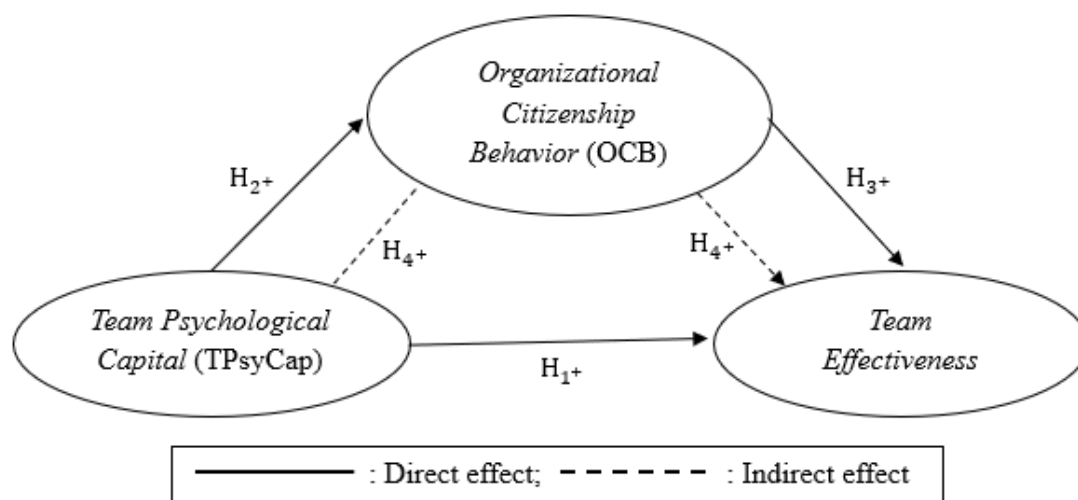 Organizational
Citizenship
Behavior (OCB)
H₂+
H₃+
H₄+
H₄+
Team Psychological
Capital (TPsyCap)
Team
Effectiveness
H₁+
: Direct effect; : Indirect effect